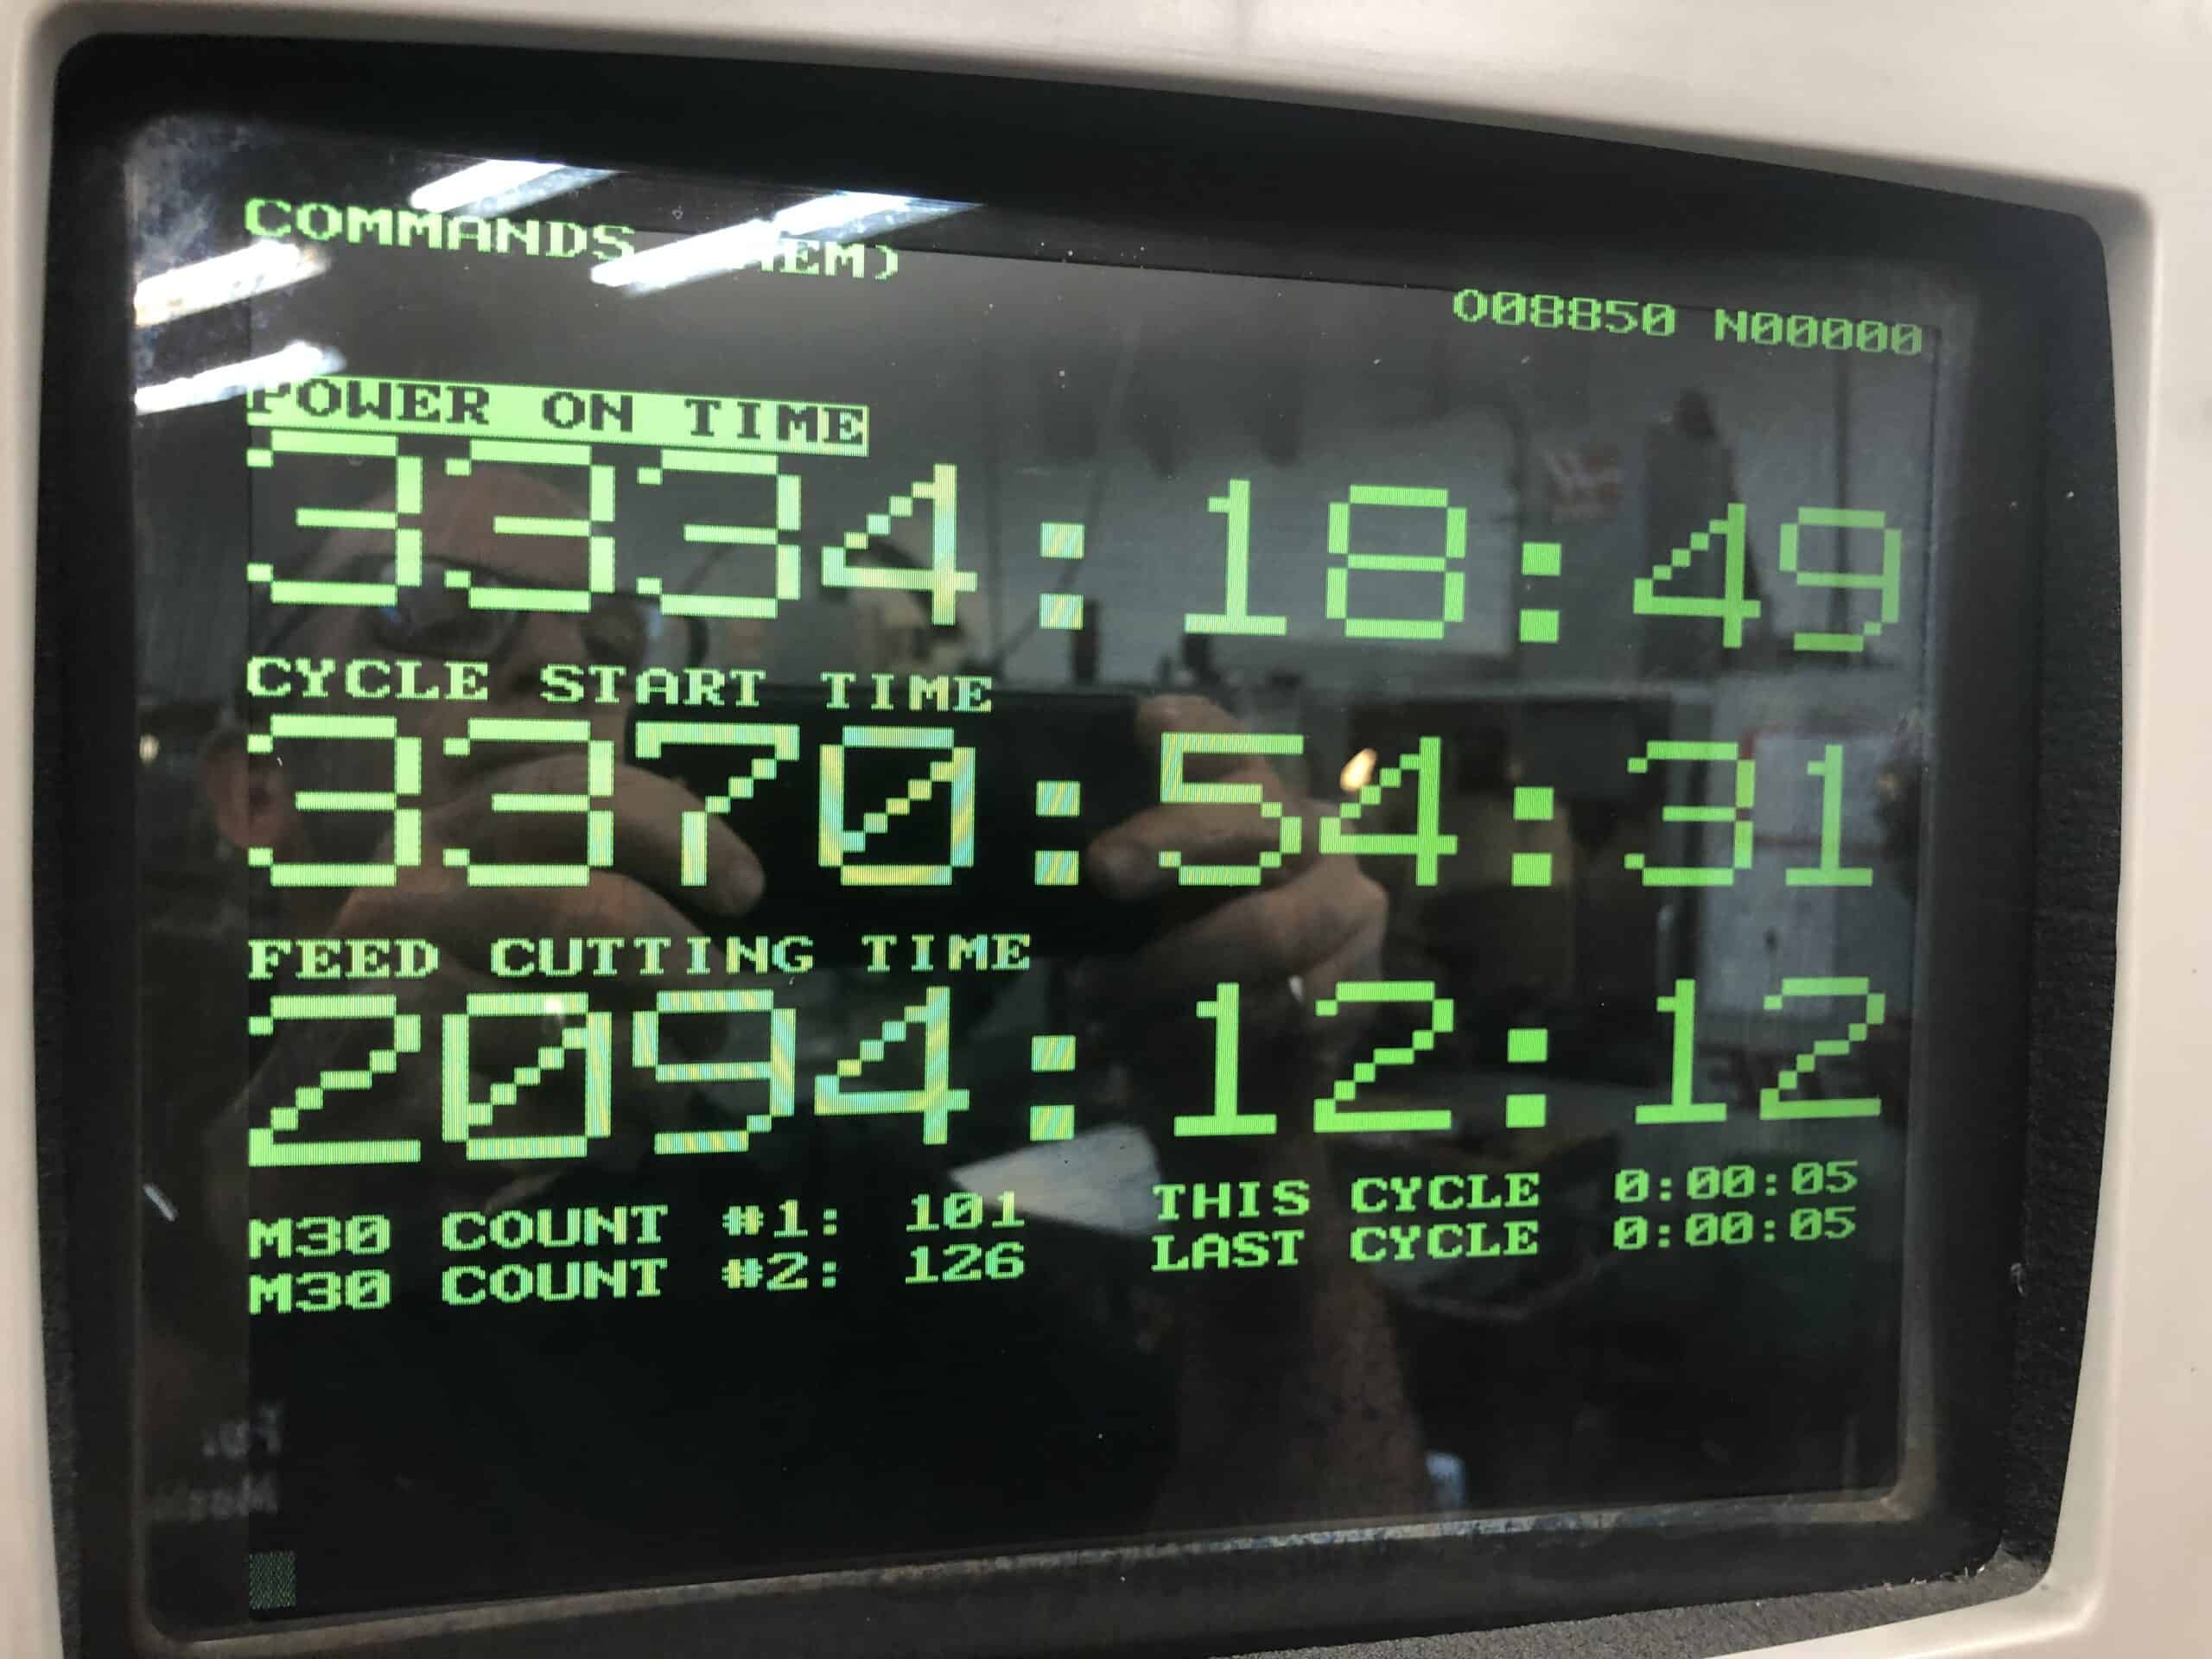 COMMANDS
O08850 N00000
POWER ON TIME
3334:18:49
CYCLE START TIME
3370:54:31
FEED CUTTING TIME
2094:12:12
M30 COUNT #1: 101 THIS CYCLE 0:00:05
M30 COUNT #2: 126 LAST CYCLE 0:00:05